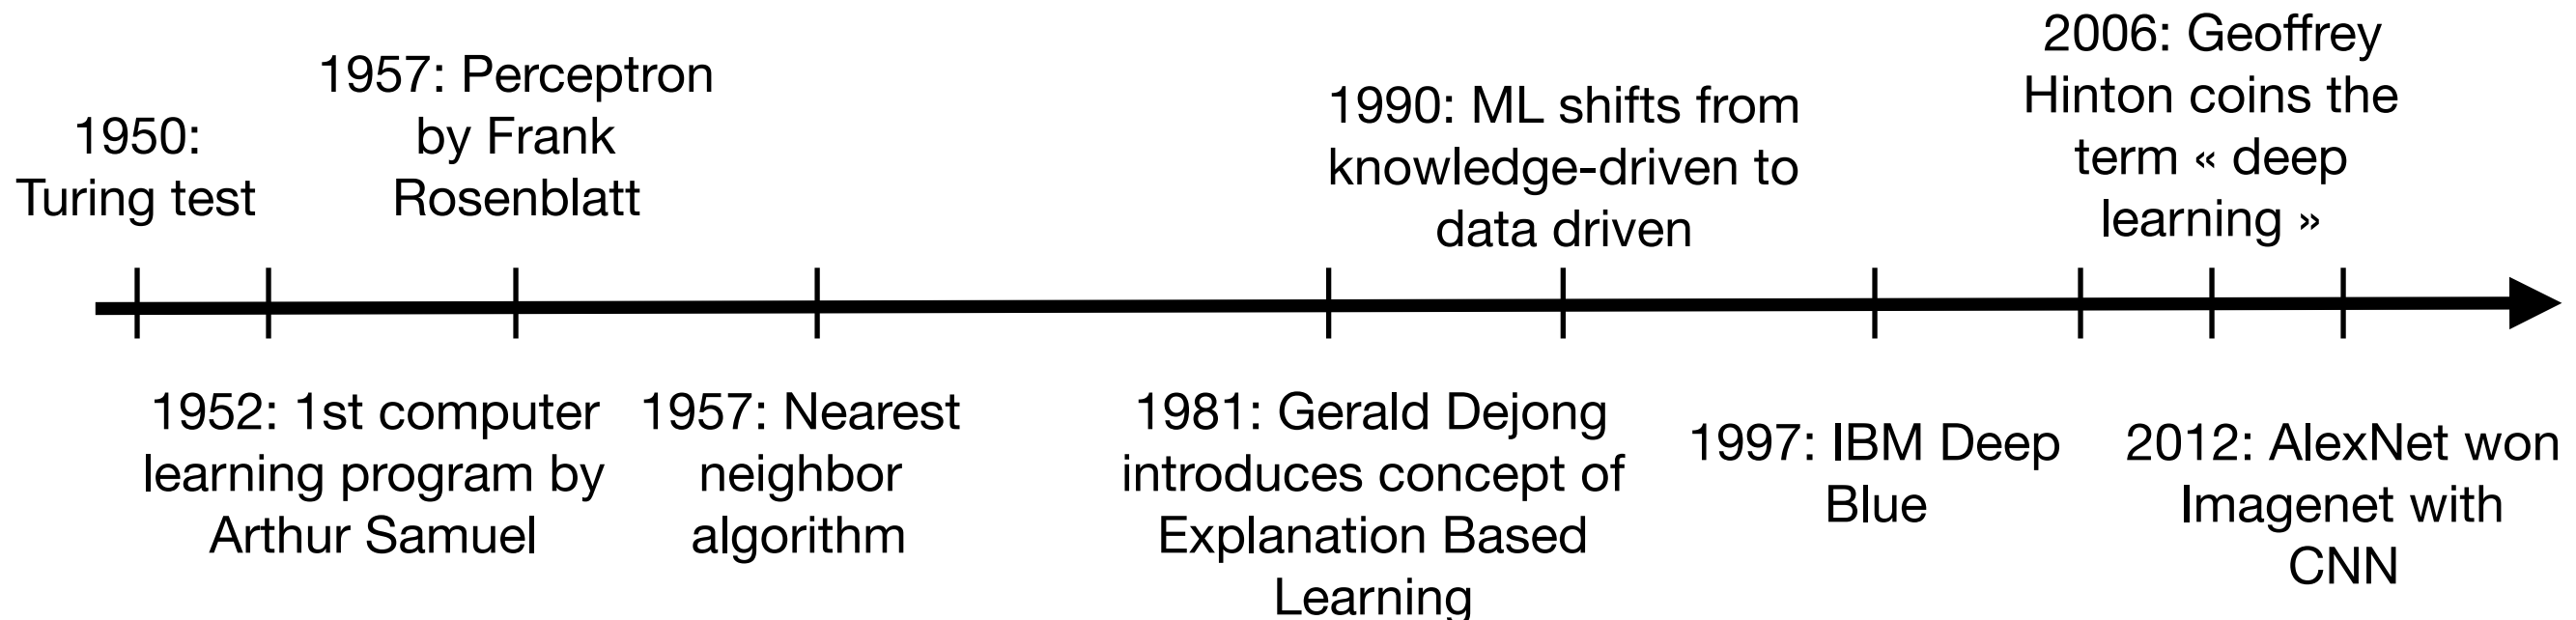 1950:
Turing test
1952: 1st computer
learning program by
Arthur Samuel
1957: Perceptron
by Frank
Rosenblatt
1957: Nearest
neighbor
algorithm
1981: Gerald Dejong
introduces concept of
Explanation Based
Learning
1990: ML shifts from
knowledge-driven to
data driven
1997: IBM Deep
Blue
2006: Geoffrey
Hinton coins the
term « deep
learning »
2012: AlexNet won
Imagenet with
CNN